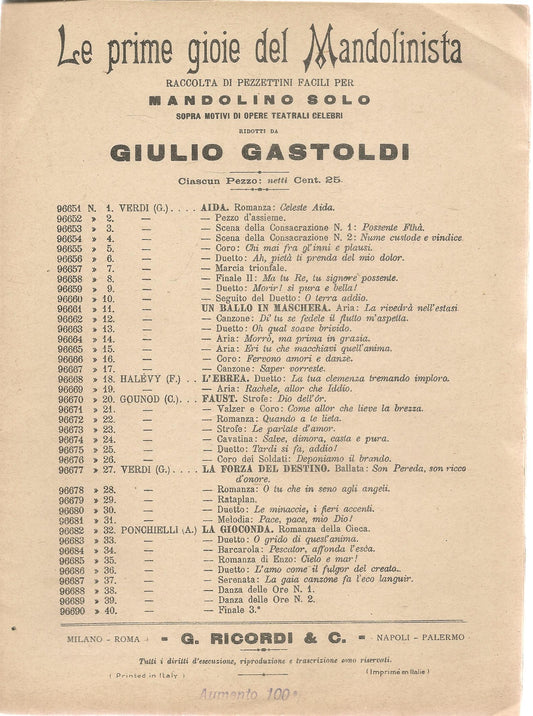 Le prime gioie del Mandolinista
RACCOLTA DI PEZZETTINI FACILI PER
MANDOLINO SOLO
SOPRA MOTIVI DI OPERE TEATRALI CELEBRI
RIDOTTI DA
GIULIO GASTOLDI
Ciascun Pezzo: netti Cent. 25.
96651 N. 1. VERDI (G.) . . . . AIDA. Romanza: Celeste Aida.
96652 » 2. — — Pezzo d'assieme.
96653 » 3. — — Scena della Consacrazione N. 1: Possente Fthà.
96654 » 4. — — Scena della Consacrazione N. 2: Nume custode e vindice.
96655 » 5. — — Coro: Chi mai fra gl'inni e plausi.
96656 » 6. — — Duetto: Ah, pietà ti prenda del mio dolor.
96657 » 7. — — Marcia trionfale.
96658 » 8. — — Finale II: Ma tu Re, tu signore possente.
96659 » 9. — — Duetto: Morir! si pura e bella!
96660 » 10. — — Seguito del Duetto: O terra addio.
96661 » 11. — UN BALLO IN MASCHERA. Aria: La rivedrà nell'estasi
96662 » 12. — — Canzone: Di' tu se fedele il flutto m'aspetta.
96663 » 13. — — Duetto: Oh qual soave brivido.
96664 » 14. — — Aria: Morrò, ma prima in grazia.
96665 » 15. — — Aria: Eri tu che macchiavi quell'anima.
96666 » 16. — — Coro: Fervono amori e danze.
96667 » 17. — — Canzone: Saper vorreste.
96668 » 18. HALÉVY (F.) . . L'EBREA. Duetto: La tua clemenza tremando imploro.
96669 » 19. — — Aria: Rachele, allor che Iddio.
96670 » 20. GOUNOD (C.) . . . FAUST. Strofe: Dio dell'ôr.
96671 » 21. — — Valzer e Coro: Come allor che lieve la brezza.
96672 » 22. — — Romanza: Quando a te lieta.
96673 » 23. — — Strofe: Le parlate d'amor.
96674 » 24. — — Cavatina: Salve, dimora, casta e pura.
96675 » 25. — — Duetto: Tardi si fa, addio!
96676 » 26. — — Coro dei Soldati: Deponiamo il brando.
96677 » 27. VERDI (G.) . . . . LA FORZA DEL DESTINO. Ballata: Son Pereda, son ricco
d'onore.
96678 » 28. — — Romanza: O tu che in seno agli angeli.
96679 » 29. — — Rataplan.
96680 » 30. — — Duetto: Le minaccie, i fieri accenti.
96681 » 31. — — Melodia: Pace, pace, mio Dio!
96682 » 32. PONCHIELLI (A.) LA GIOCONDA. Romanza della Cieca.
96683 » 33. — — Duetto: O grido di quest'anima.
96684 » 34. — — Barcarola: Pescator, affonda l'esca.
96685 » 35. — — Romanza di Enzo: Cielo e mar!
96686 » 36. — — Duetto: L'amo come il fulgor del creato.
96687 » 37. — — Serenata: La gaia canzone fa l'eco languir.
96688 » 38. — — Danza delle Ore N. 1.
96689 » 39. — — Danza delle Ore N. 2.
96690 » 40. — — Finale 3.º
MILANO - ROMA - G. RICORDI & C. - NAPOLI - PALERMO
Tutti i diritti d'esecuzione, riproduzione e trascrizione sono riservati.
(Printed in Italy) (Imprimé en Italie)
Aumento 100%